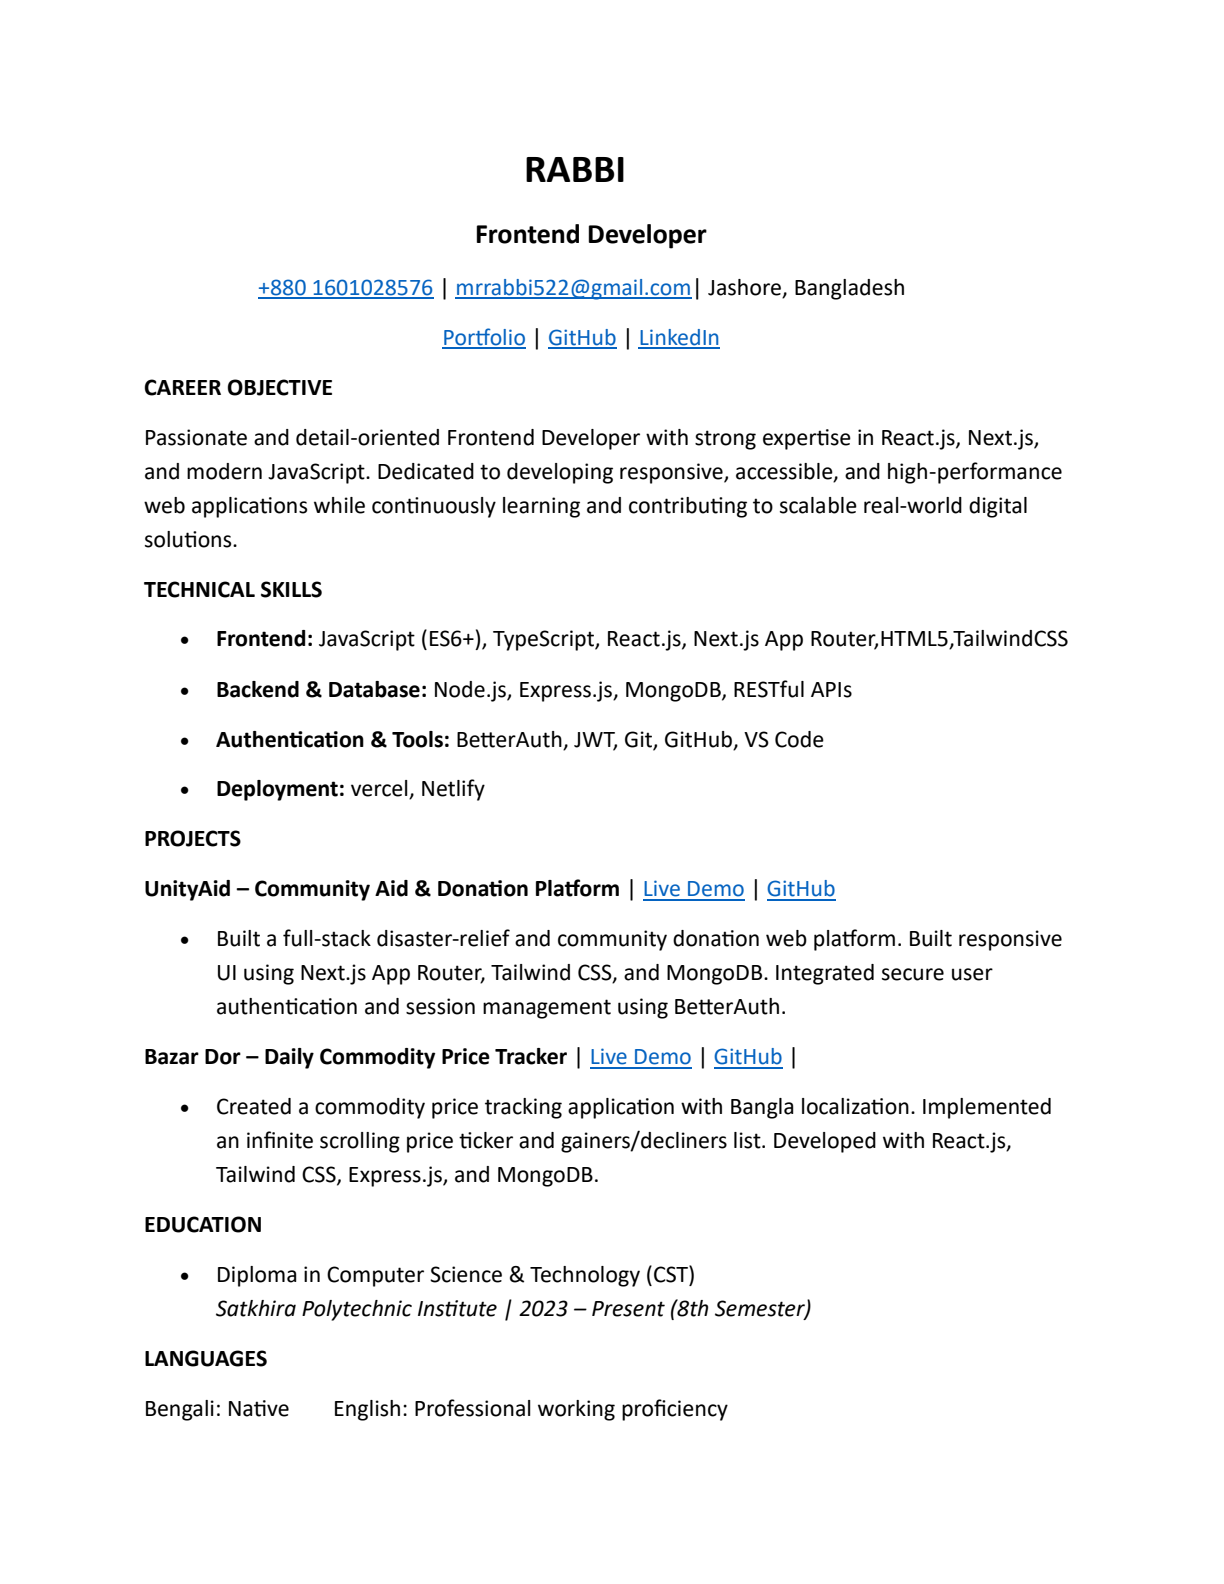 RABBI
Frontend Developer
+880 1601028576 | mrrabbi522@gmail.com| Jashore, Bangladesh
Portfolio | GitHub | LinkedIn
CAREER OBJECTIVE
Passionate and detail-oriented Frontend Developer with strong expertise in React.js, Next.js,
and modern JavaScript. Dedicated to developing responsive, accessible, and high-performance
web applications while continuously learning and contributing to scalable real-world digital
solutions.
TECHNICAL SKILLS
• Frontend: JavaScript (ES6+), TypeScript, React.js, Next.js App Router,HTML5,TailwindCSS
• Backend & Database: Node.js, Express.js, MongoDB, RESTful APIs
• Authentication & Tools: BetterAuth, JWT, Git, GitHub, VS Code
• Deployment: vercel, Netlify
PROJECTS
UnityAid – Community Aid & Donation Platform | Live Demo | GitHub
• Built a full-stack disaster-relief and community donation web platform. Built responsive
UI using Next.js App Router, Tailwind CSS, and MongoDB. Integrated secure user
authentication and session management using BetterAuth.
Bazar Dor – Daily Commodity Price Tracker | Live Demo | GitHub |
• Created a commodity price tracking application with Bangla localization. Implemented
an infinite scrolling price ticker and gainers/decliners list. Developed with React.js,
Tailwind CSS, Express.js, and MongoDB.
EDUCATION
• Diploma in Computer Science & Technology (CST)
Satkhira Polytechnic Institute | 2023 – Present (8th Semester)
LANGUAGES
Bengali: Native English: Professional working proficiency